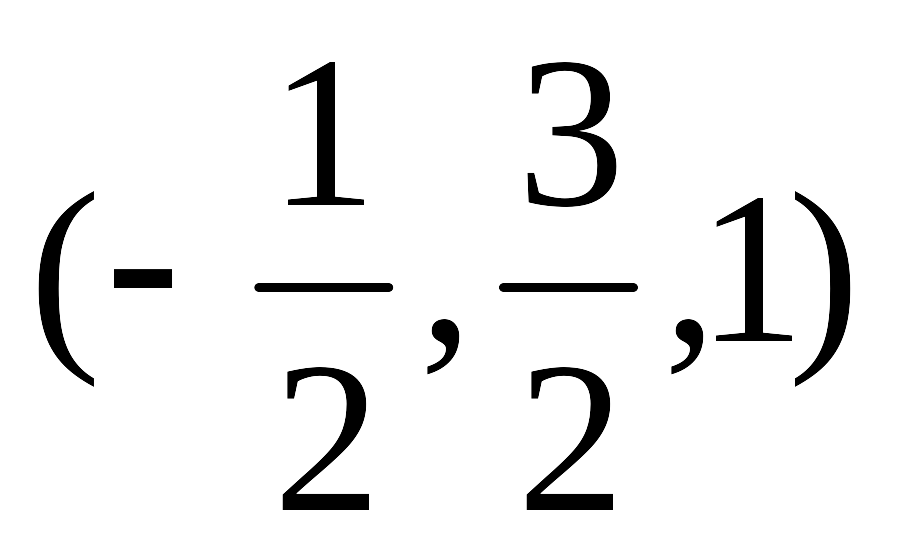 (- 1/2, 3/2, 1)